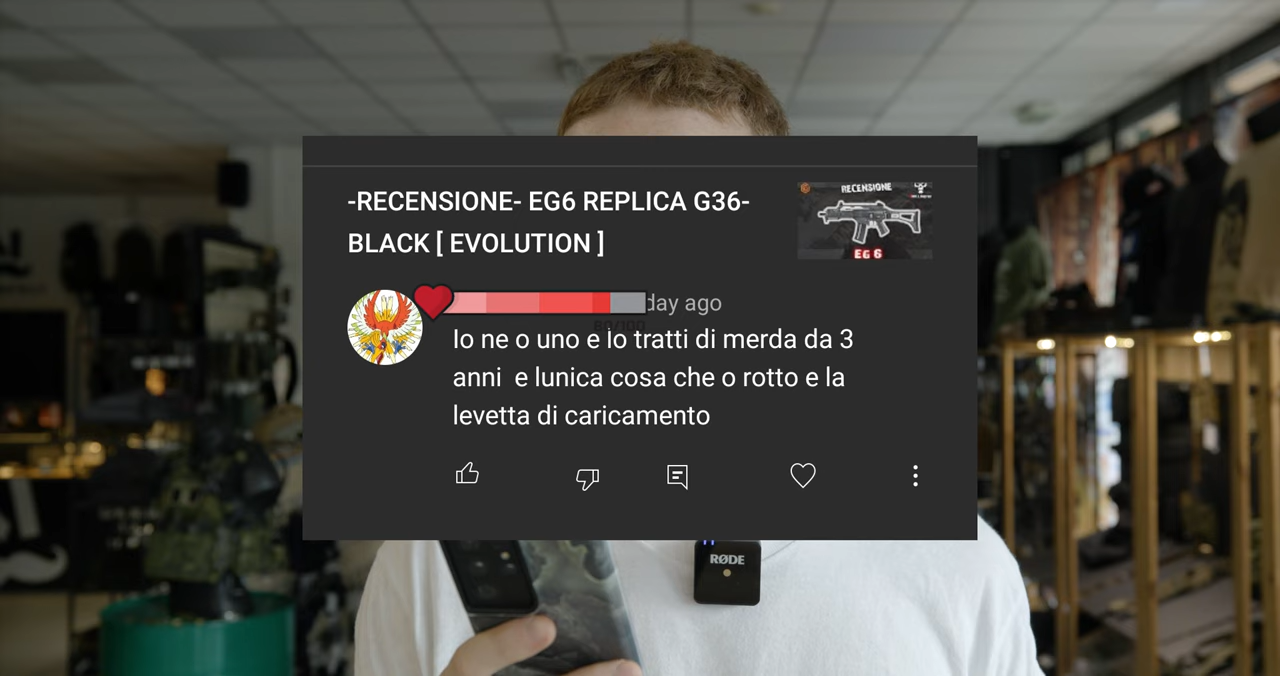 -RECENSIONE- EG6 REPLICA G36-
BLACK [ EVOLUTION ]
RECENSIONE
EG 6
day ago
Io ne o uno e lo tratti di merda da 3
anni  e lunica cosa che o rotto e la
levetta di caricamento
RØDE